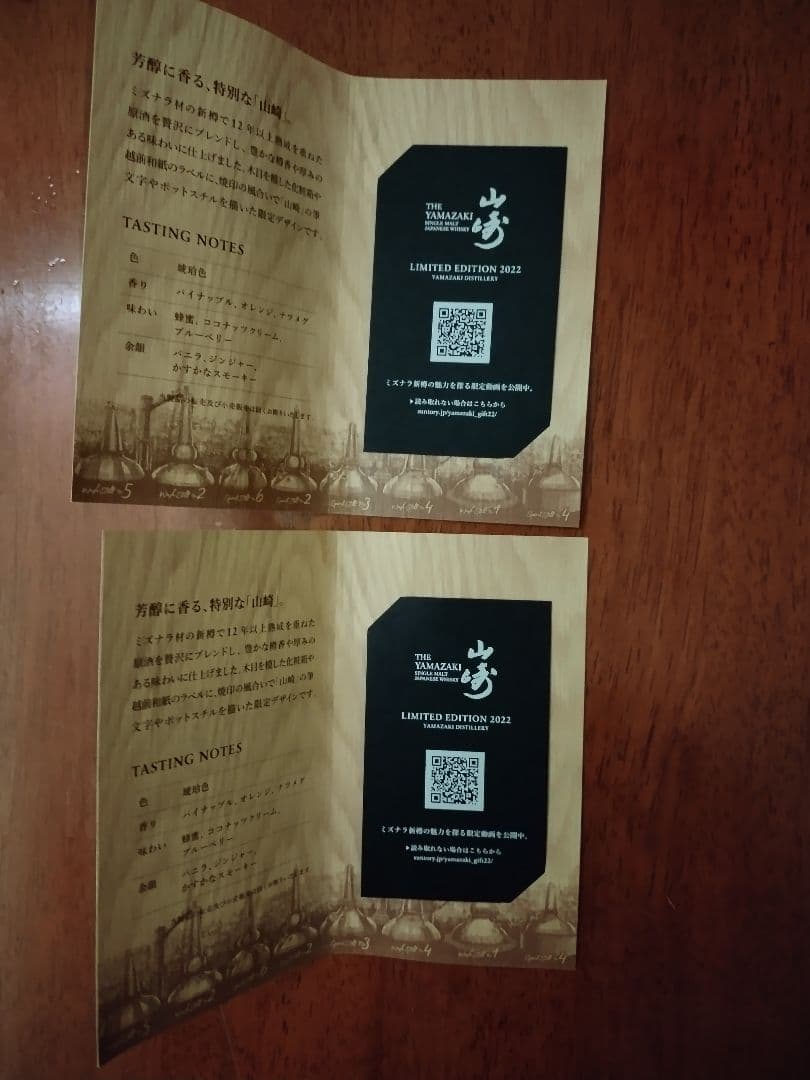 芳醇に香る、特別な「山崎」。
ミズナラ材の新樽で12年以上熟成を重ねた
原酒を贅沢にブレンドし、豊かな樽香や厚みの
ある味わいに仕上げました。木目を模した化粧箱や
越前和紙のラベルに、焼印の風合いで「山崎」の筆
文字やポットスチルを描いた限定デザインです。
TASTING NOTES
色 琥珀色
香り パイナップル、オレンジ、ナツメグ
味わい 蜂蜜、ココナッツクリーム、
ブルーベリー
余韻 バニラ、ジンジャー、
かすかなスモーキー
山崎
THE
YAMAZAKI
SINGLE MALT
JAPANESE WHISKY
LIMITED EDITION 2022
YAMAZAKI DISTILLERY
ミズナラ新樽の魅力を探る限定動画を公開中。
▶読み取れない場合はこちらから
suntory.jp/yamazaki_gift22/
芳醇に香る、特別な「山崎」。
ミズナラ材の新樽で12年以上熟成を重ねた
原酒を贅沢にブレンドし、豊かな樽香や厚みの
ある味わいに仕上げました。木目を模した化粧箱や
越前和紙のラベルに、焼印の風合いで「山崎」の筆
文字やポットスチルを描いた限定デザインです。
TASTING NOTES
色 琥珀色
香り パイナップル、オレンジ、ナツメグ
味わい 蜂蜜、ココナッツクリーム、
ブルーベリー
余韻 バニラ、ジンジャー、
かすかなスモーキー
山崎
THE
YAMAZAKI
SINGLE MALT
JAPANESE WHISKY
LIMITED EDITION 2022
YAMAZAKI DISTILLERY
ミズナラ新樽の魅力を探る限定動画を公開中。
▶読み取れない場合はこちらから
suntory.jp/yamazaki_gift22/